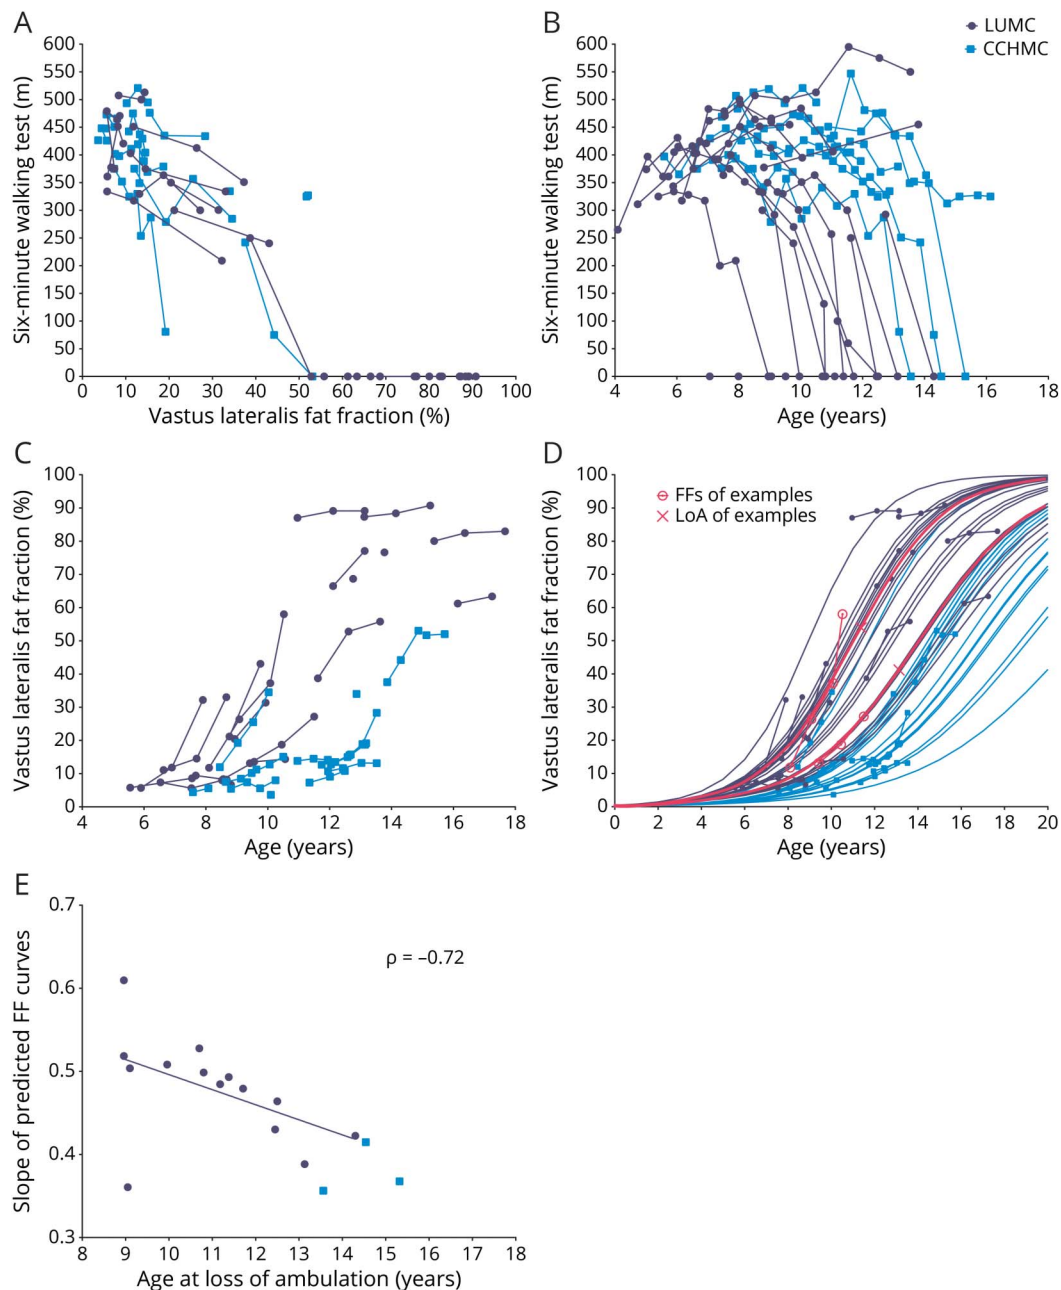 A
Six-minute walking test (m)
600
550
500
450
400
350
300
250
200
150
100
50
0
0 10 20 30 40 50 60 70 80 90 100
Vastus lateralis fat fraction (%)
B
LUMC
CCHMC
Six-minute walking test (m)
600
550
500
450
400
350
300
250
200
150
100
50
0
4 6 8 10 12 14 16 18
Age (years)
C
Vastus lateralis fat fraction (%)
100
90
80
70
60
50
40
30
20
10
0
4 6 8 10 12 14 16 18
Age (years)
D
FFs of examples
LoA of examples
Vastus lateralis fat fraction (%)
100
90
80
70
60
50
40
30
20
10
0
0 2 4 6 8 10 12 14 16 18 20
Age (years)
E
Slope of predicted FF curves
0.7
0.6
0.5
0.4
0.3
ρ = –0.72
8 9 10 11 12 13 14 15 16 17 18
Age at loss of ambulation (years)